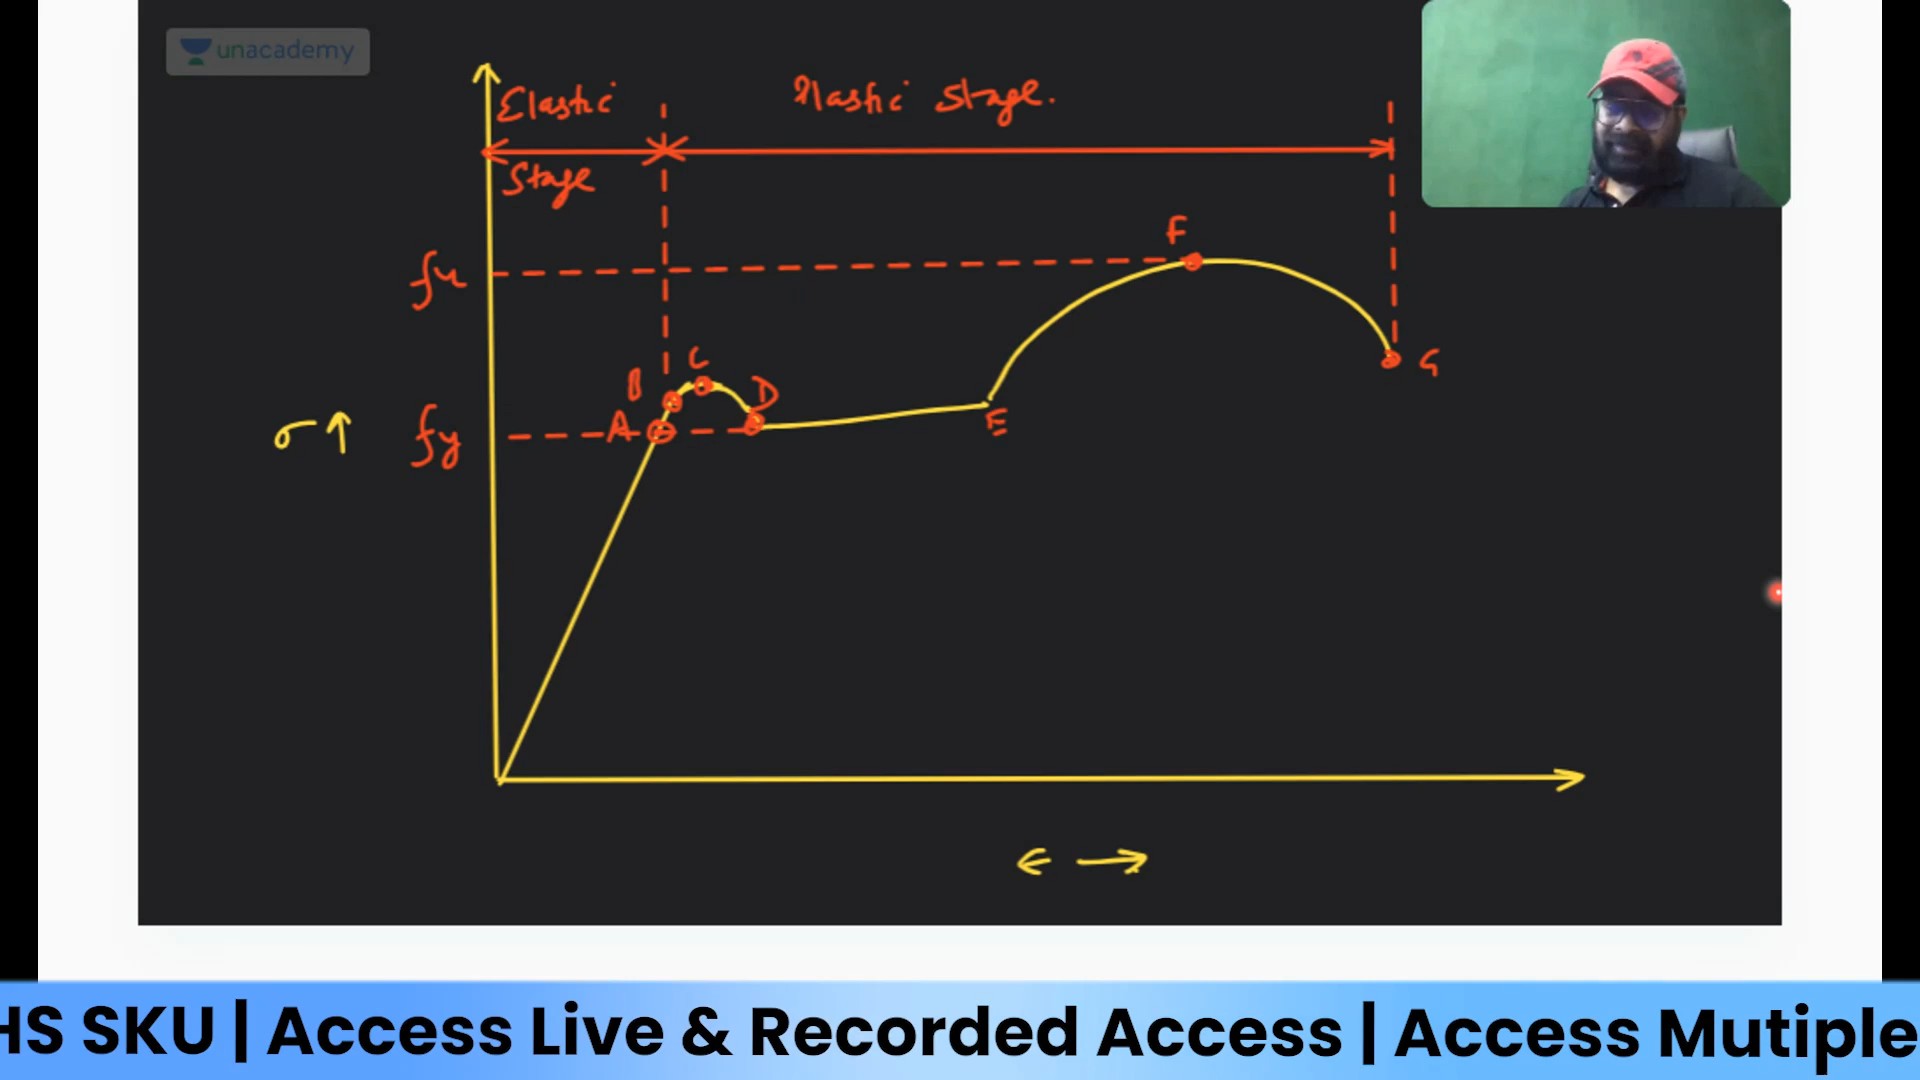 unacademy
Elastic
Plastic Stage.
Stage
F
fu
C
B
G
D
A
E
σ↑
fy
ϵ →
HS SKU | Access Live & Recorded Access | Access Mutiple